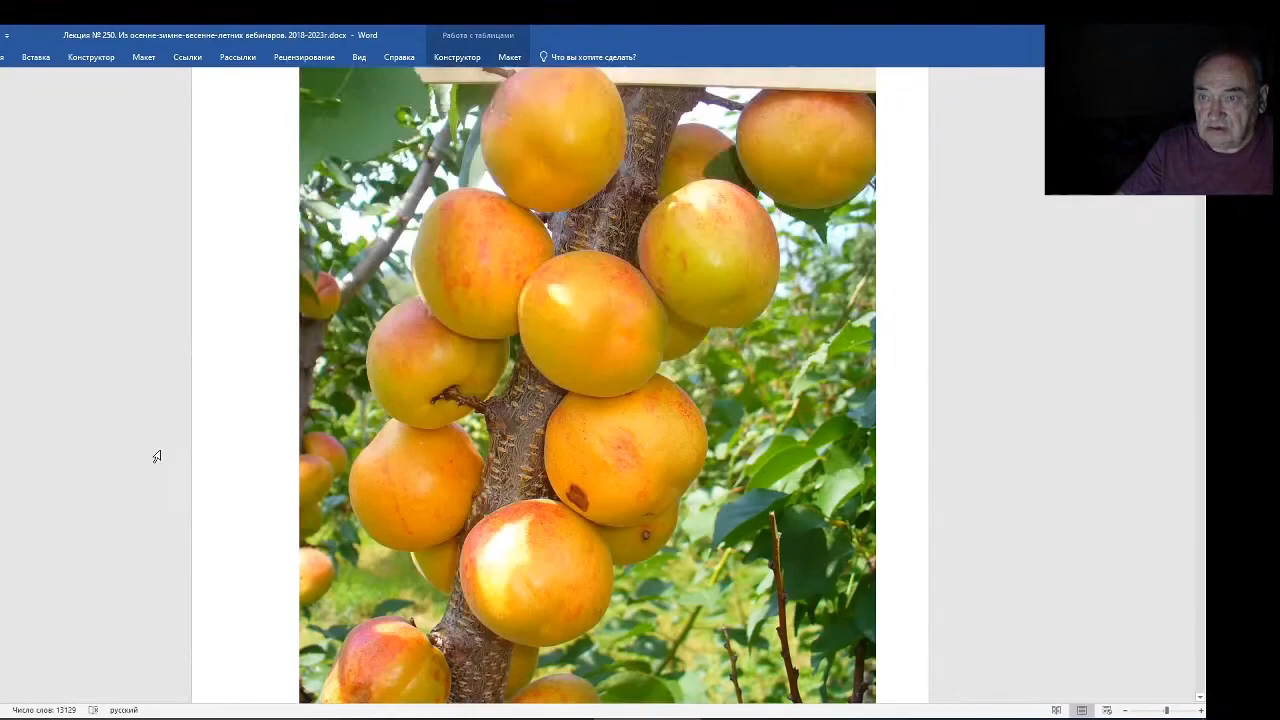 Лекция № 250. Из осенне-зимне-весенне-летних вебинаров. 2018-2023г.docx - Word
Работа с таблицами
я Вставка Конструктор Макет Ссылки Рассылки Рецензирование Вид Справка Конструктор Макет Что вы хотите сделать?
Число слов: 13129 русский